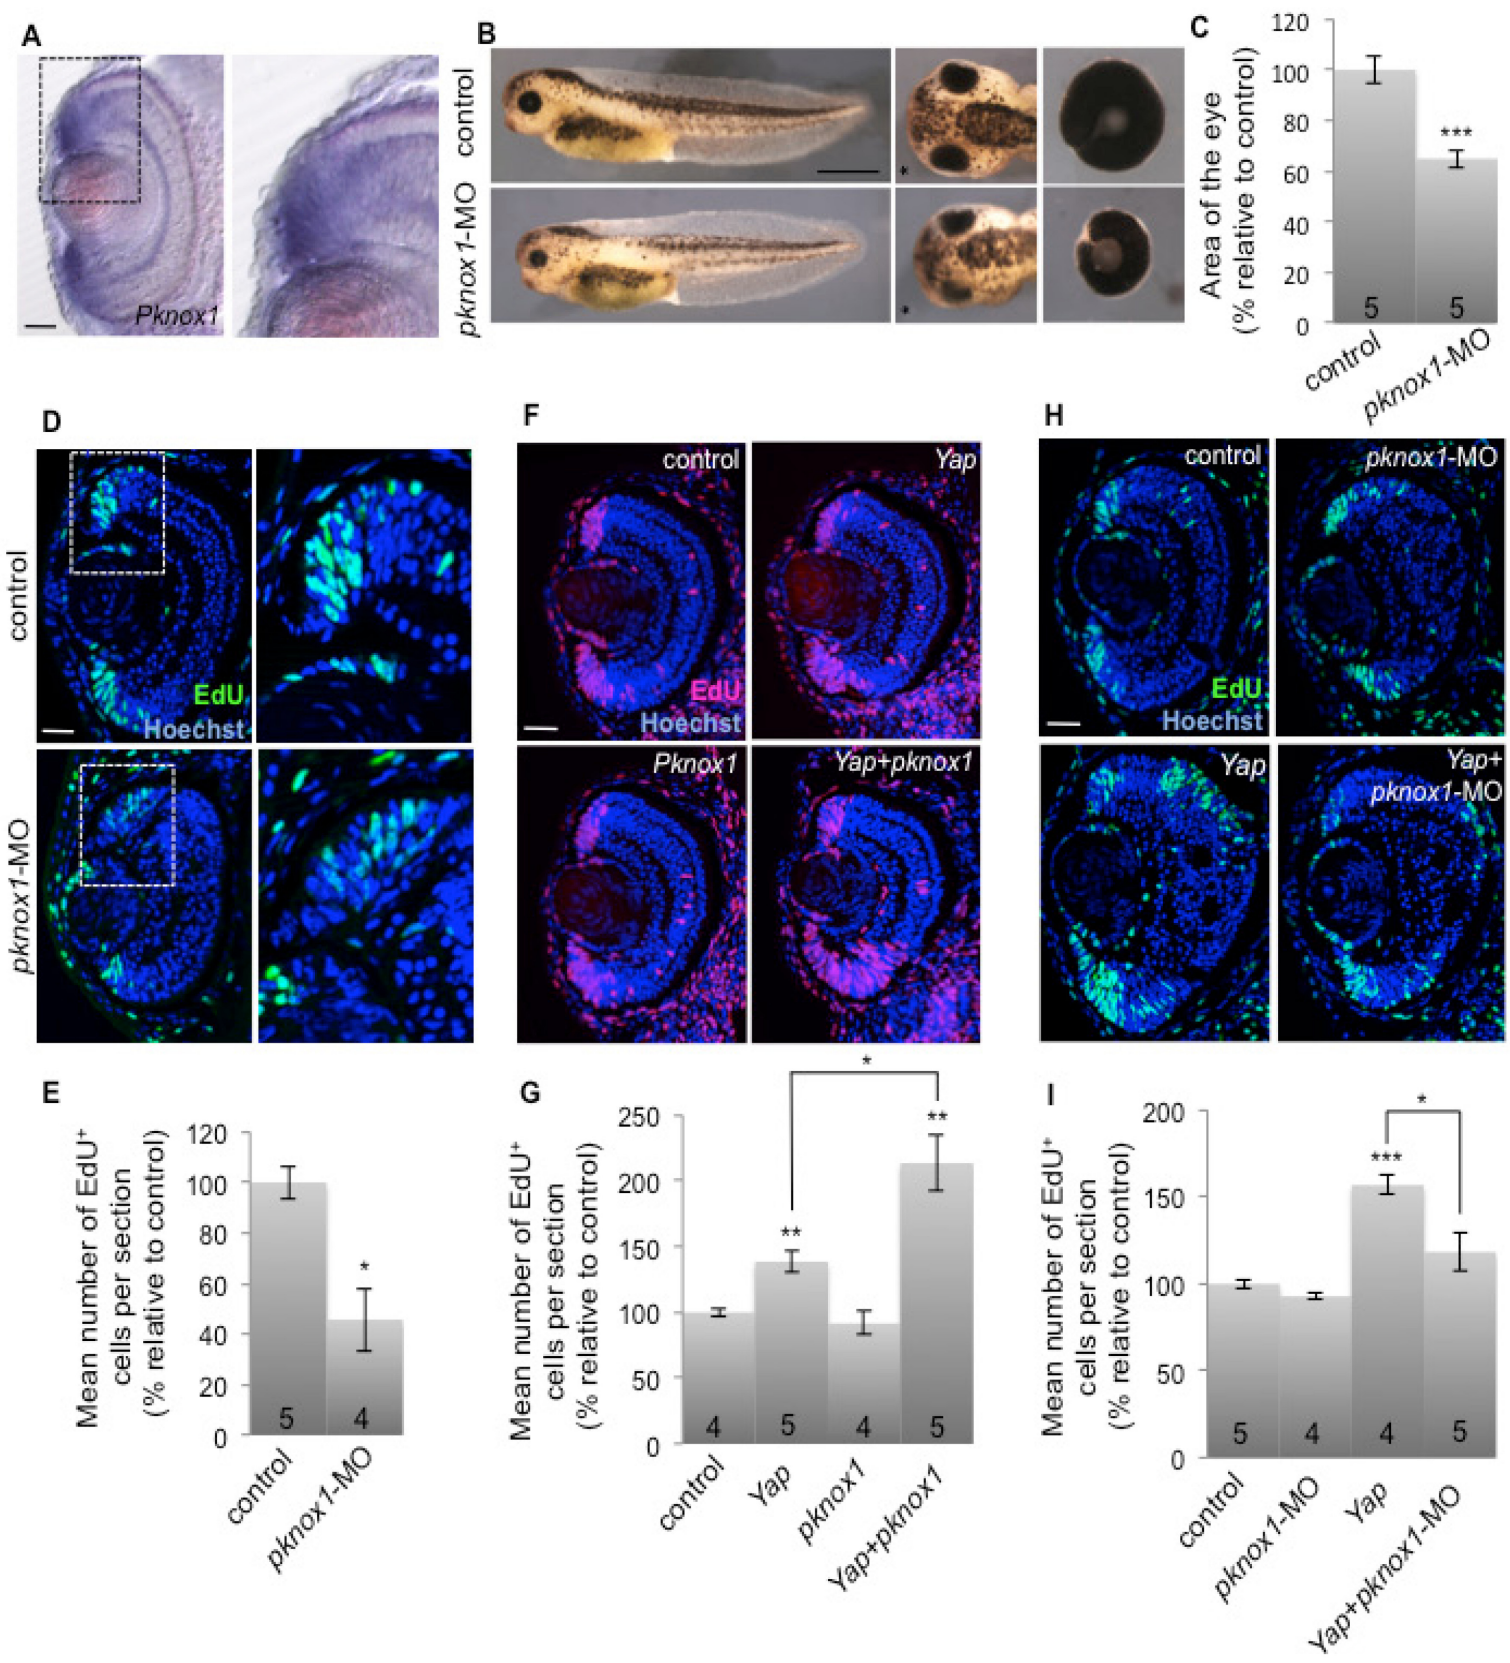 A
Pknox1
B
control
pknox1-MO
*
*
C
Area of the eye
(% relative to control)
120
100
80
60
40
20
0
***
5
5
control
pknox1-MO
D
control
EdU
Hoechst
pknox1-MO
F
control
Yap
EdU
Hoechst
Pknox1
Yap+pknox1
H
control
pknox1-MO
EdU
Hoechst
Yap
Yap+
pknox1-MO
E
Mean number of EdU+
cells per section
(% relative to control)
120
100
80
60
40
20
0
*
5
4
control
pknox1-MO
G
Mean number of EdU+
cells per section
(% relative to control)
250
200
150
100
50
0
*
**
**
4
5
4
5
control
Yap
pknox1
Yap+pknox1
I
Mean number of EdU+
cells per section
(% relative to control)
200
150
100
50
0
*
***
5
4
4
5
control
pknox1-MO
Yap
Yap+pknox1-MO